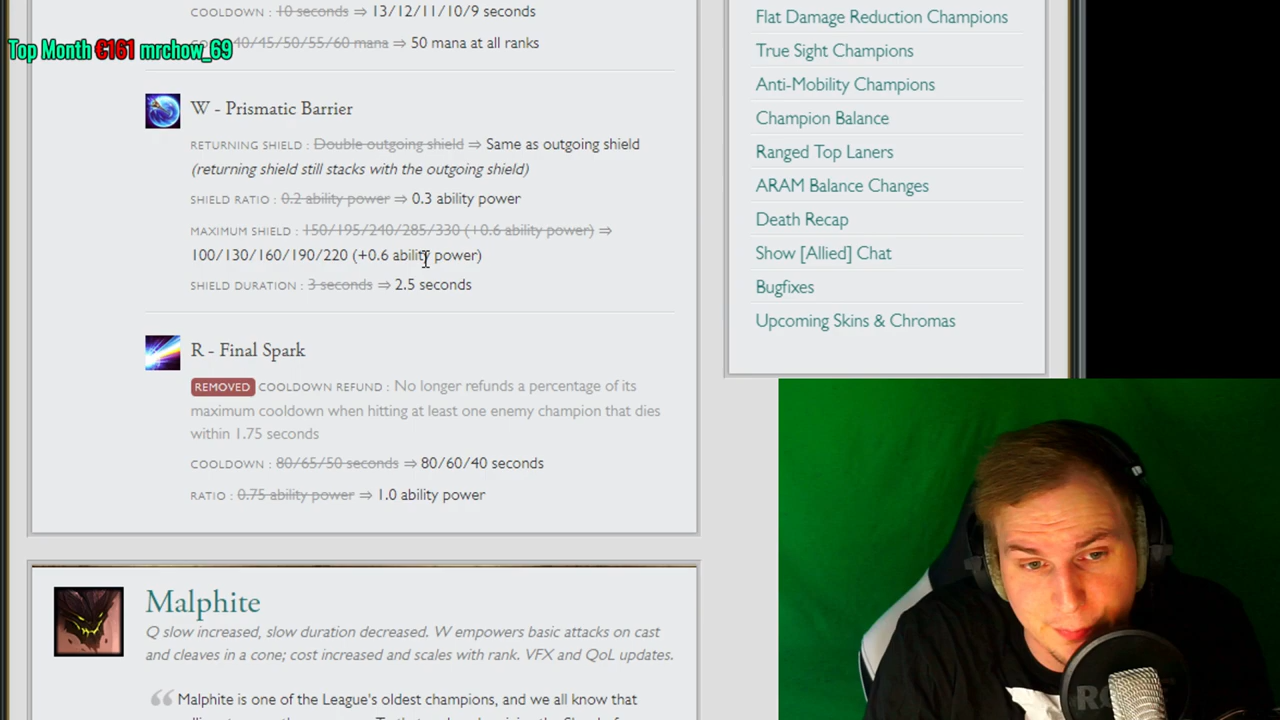 COOLDOWN : 10 seconds ⇒ 13/12/11/10/9 seconds
40/45/50/55/60 mana ⇒ 50 mana at all ranks
Top Month €161 mrchow_69
W - Prismatic Barrier
RETURNING SHIELD : Double outgoing shield ⇒ Same as outgoing shield
(returning shield still stacks with the outgoing shield)
SHIELD RATIO : 0.2 ability power ⇒ 0.3 ability power
MAXIMUM SHIELD : 150/195/240/285/330 (+0.6 ability power) ⇒
100/130/160/190/220 (+0.6 ability power)
SHIELD DURATION : 3 seconds ⇒ 2.5 seconds
R - Final Spark
REMOVED COOLDOWN REFUND : No longer refunds a percentage of its
maximum cooldown when hitting at least one enemy champion that dies
within 1.75 seconds
COOLDOWN : 80/65/50 seconds ⇒ 80/60/40 seconds
RATIO : 0.75 ability power ⇒ 1.0 ability power
Malphite
Q slow increased, slow duration decreased. W empowers basic attacks on cast
and cleaves in a cone; cost increased and scales with rank. VFX and QoL updates.
“ Malphite is one of the League's oldest champions, and we all know that
Flat Damage Reduction Champions
True Sight Champions
Anti-Mobility Champions
Champion Balance
Ranged Top Laners
ARAM Balance Changes
Death Recap
Show [Allied] Chat
Bugfixes
Upcoming Skins & Chromas